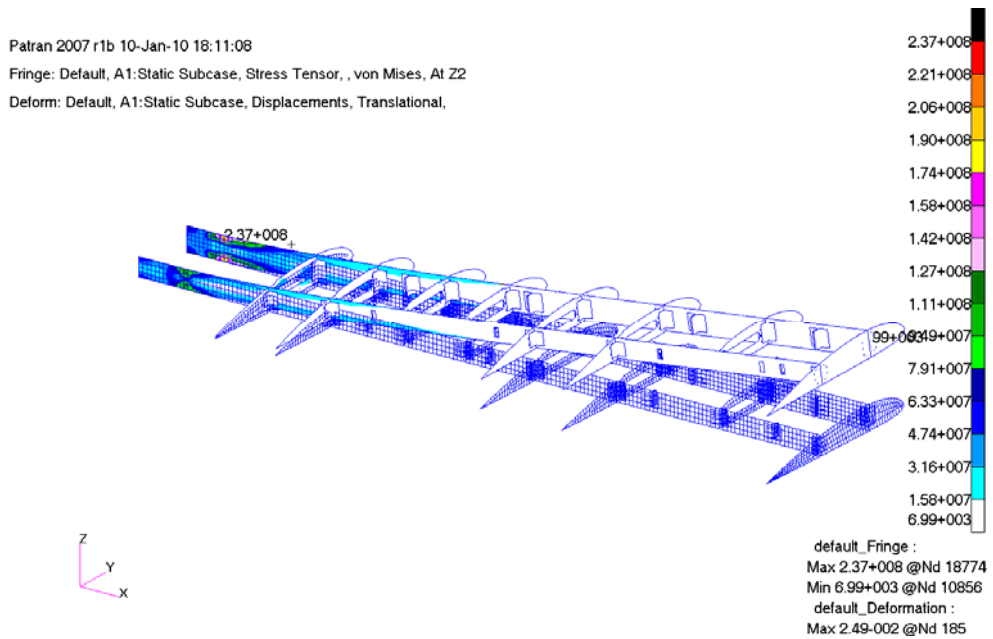 Patran 2007 r1b 10-Jan-10 18:11:08
Fringe: Default, A1:Static Subcase, Stress Tensor, , von Mises, At Z2
Deform: Default, A1:Static Subcase, Displacements, Translational,
2.37+008
2.21+008
2.06+008
1.90+008
1.74+008
1.58+008
1.42+008
1.27+008
1.11+008
9.49+007
7.91+007
6.33+007
4.74+007
3.16+007
1.58+007
6.99+003
2.37+008
99+003
Z
Y
X
default_Fringe :
Max 2.37+008 @Nd 18774
Min 6.99+003 @Nd 10856
default_Deformation :
Max 2.49-002 @Nd 185